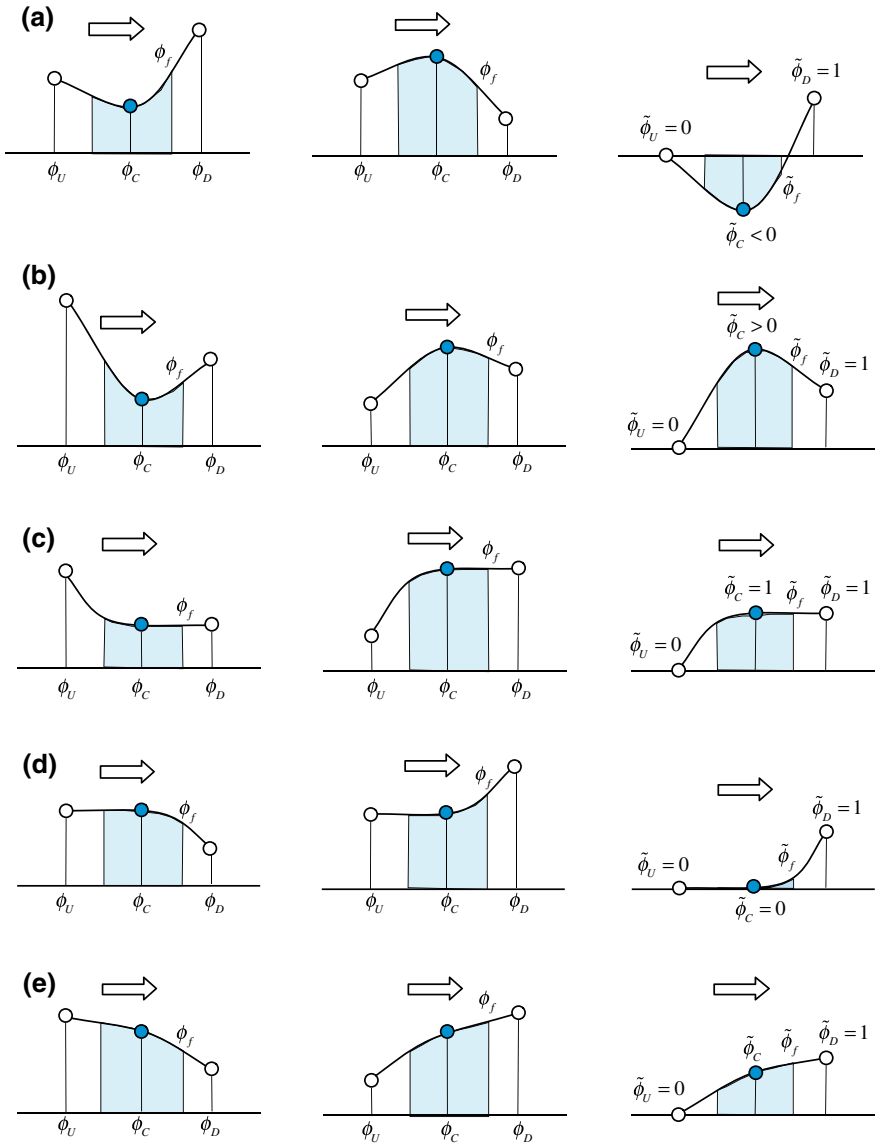 (a)
ϕ_f ϕ_f ϕ̃_D = 1
ϕ̃_U = 0
ϕ̃_f
ϕ_U ϕ_C ϕ_D ϕ_U ϕ_C ϕ_D
ϕ̃_C < 0
(b)
ϕ̃_C > 0
ϕ_f ϕ_f ϕ̃_f ϕ̃_D = 1
ϕ̃_U = 0
ϕ_U ϕ_C ϕ_D ϕ_U ϕ_C ϕ_D
(c)
ϕ_f ϕ_f ϕ̃_C = 1 ϕ̃_f ϕ̃_D = 1
ϕ̃_U = 0
ϕ_U ϕ_C ϕ_D ϕ_U ϕ_C ϕ_D
(d)
ϕ_f ϕ_f ϕ̃_D = 1
ϕ̃_U = 0 ϕ̃_f
ϕ_U ϕ_C ϕ_D ϕ_U ϕ_C ϕ_D ϕ̃_C = 0
(e)
ϕ_f ϕ_f ϕ̃_C ϕ̃_f ϕ̃_D = 1
ϕ̃_U = 0
ϕ_U ϕ_C ϕ_D ϕ_U ϕ_C ϕ_D